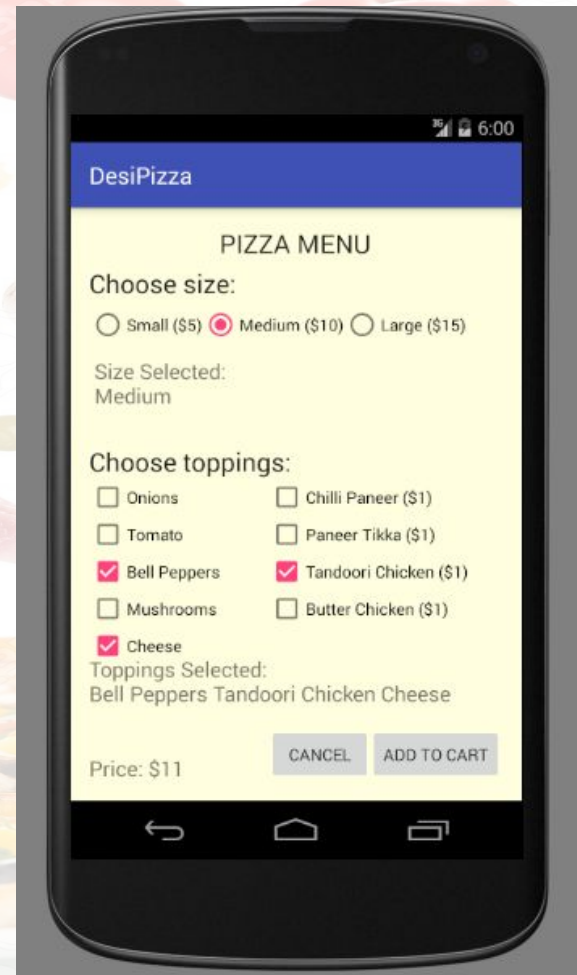 3G 6:00
DesiPizza
PIZZA MENU
Choose size:
Small ($5) Medium ($10) Large ($15)
Size Selected:
Medium
Choose toppings:
Onions Chilli Paneer ($1)
Tomato Paneer Tikka ($1)
Bell Peppers Tandoori Chicken ($1)
Mushrooms Butter Chicken ($1)
Cheese
Toppings Selected:
Bell Peppers Tandoori Chicken Cheese
Price: $11 CANCEL ADD TO CART